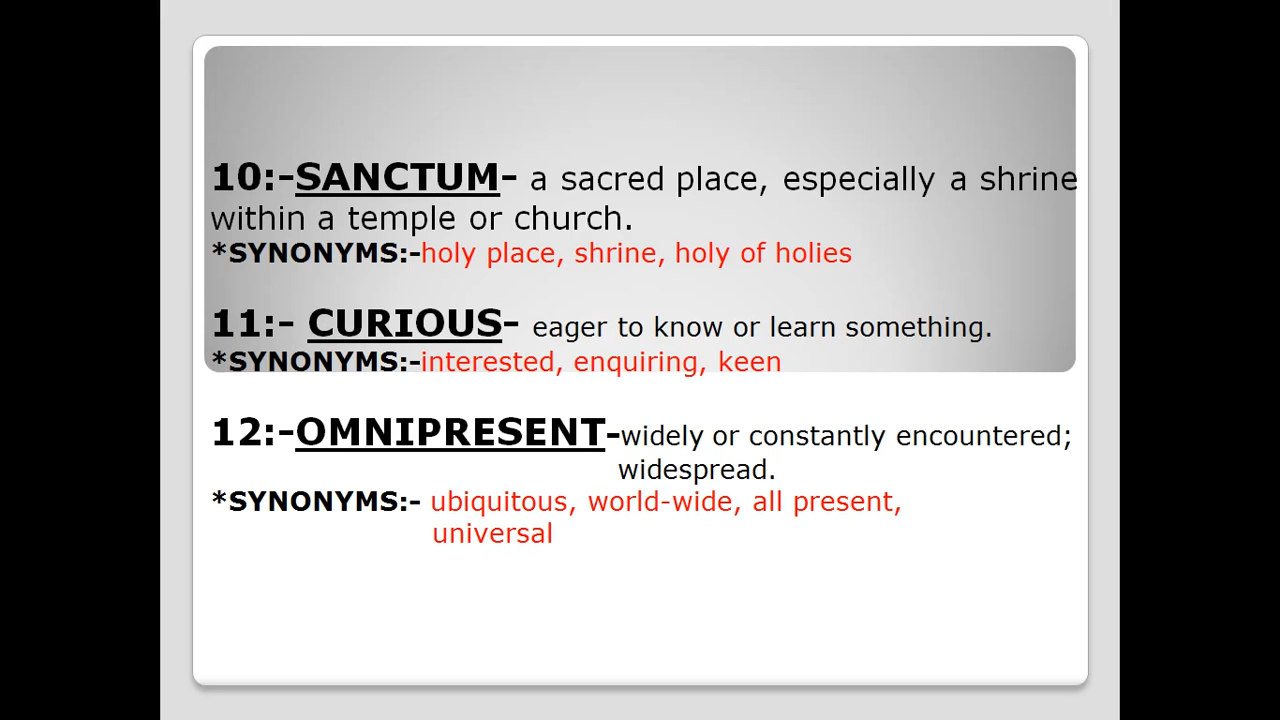 10:-SANCTUM- a sacred place, especially a shrine
within a temple or church.
*SYNONYMS:-holy place, shrine, holy of holies
11:- CURIOUS- eager to know or learn something.
*SYNONYMS:-interested, enquiring, keen
12:-OMNIPRESENT-widely or constantly encountered;
widespread.
*SYNONYMS:- ubiquitous, world-wide, all present,
universal